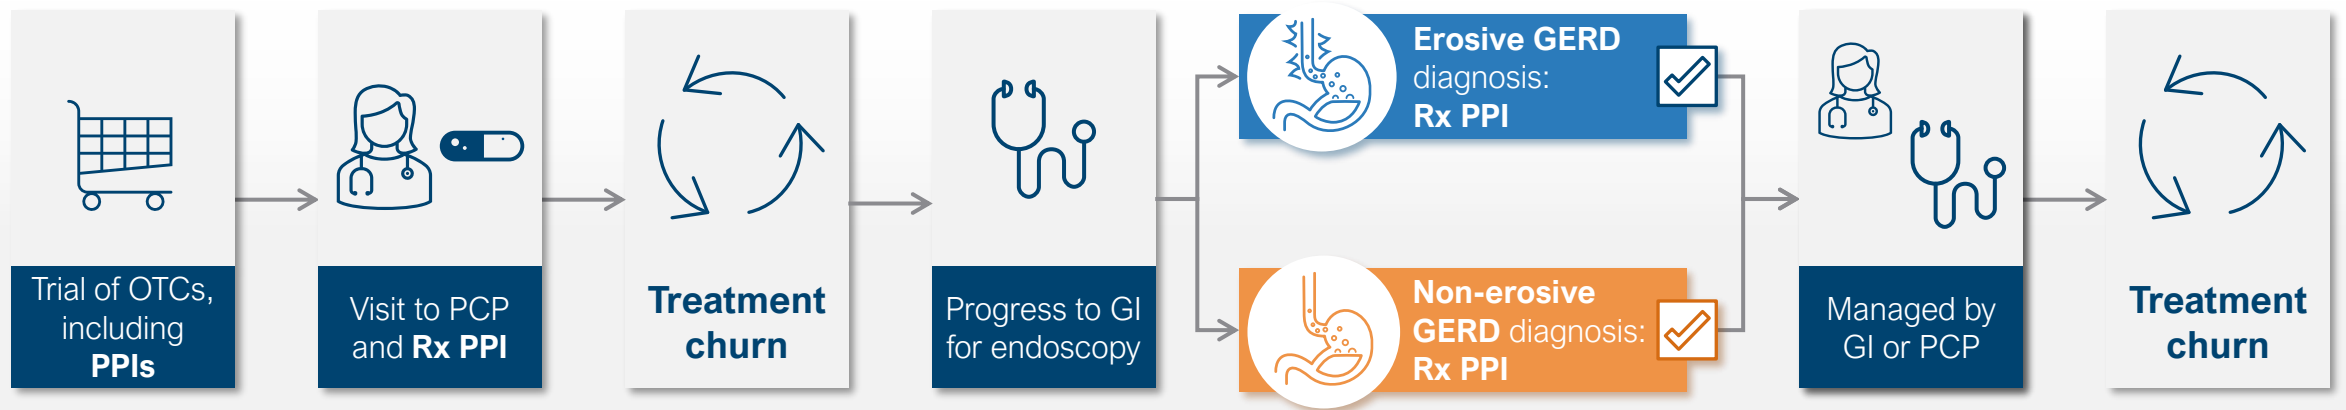 Trial of OTCs,
including
PPIs
Visit to PCP
and Rx PPI
Treatment
churn
Progress to GI
for endoscopy
Erosive GERD
diagnosis:
Rx PPI
Non-erosive
GERD diagnosis:
Rx PPI
Managed by
GI or PCP
Treatment
churn